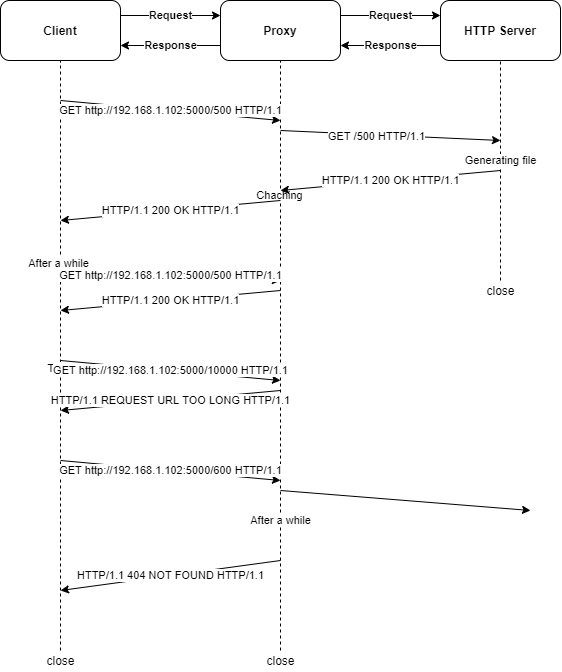 Request
Request
Client
Proxy
HTTP Server
Response
Response
GET http://192.168.1.102:5000/500 HTTP/1.1
GET /500 HTTP/1.1
Generating file
HTTP/1.1 200 OK HTTP/1.1
Chaching
HTTP/1.1 200 OK HTTP/1.1
After a while
GET http://192.168.1.102:5000/500 HTTP/1.1
close
HTTP/1.1 200 OK HTTP/1.1
GET http://192.168.1.102:5000/10000 HTTP/1.1
HTTP/1.1 REQUEST URL TOO LONG HTTP/1.1
GET http://192.168.1.102:5000/600 HTTP/1.1
After a while
HTTP/1.1 404 NOT FOUND HTTP/1.1
close
close